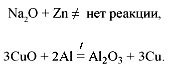 Na₂O + Zn ≠ нет реакции,
t
3CuO + 2Al = Al₂O₃ + 3Cu.